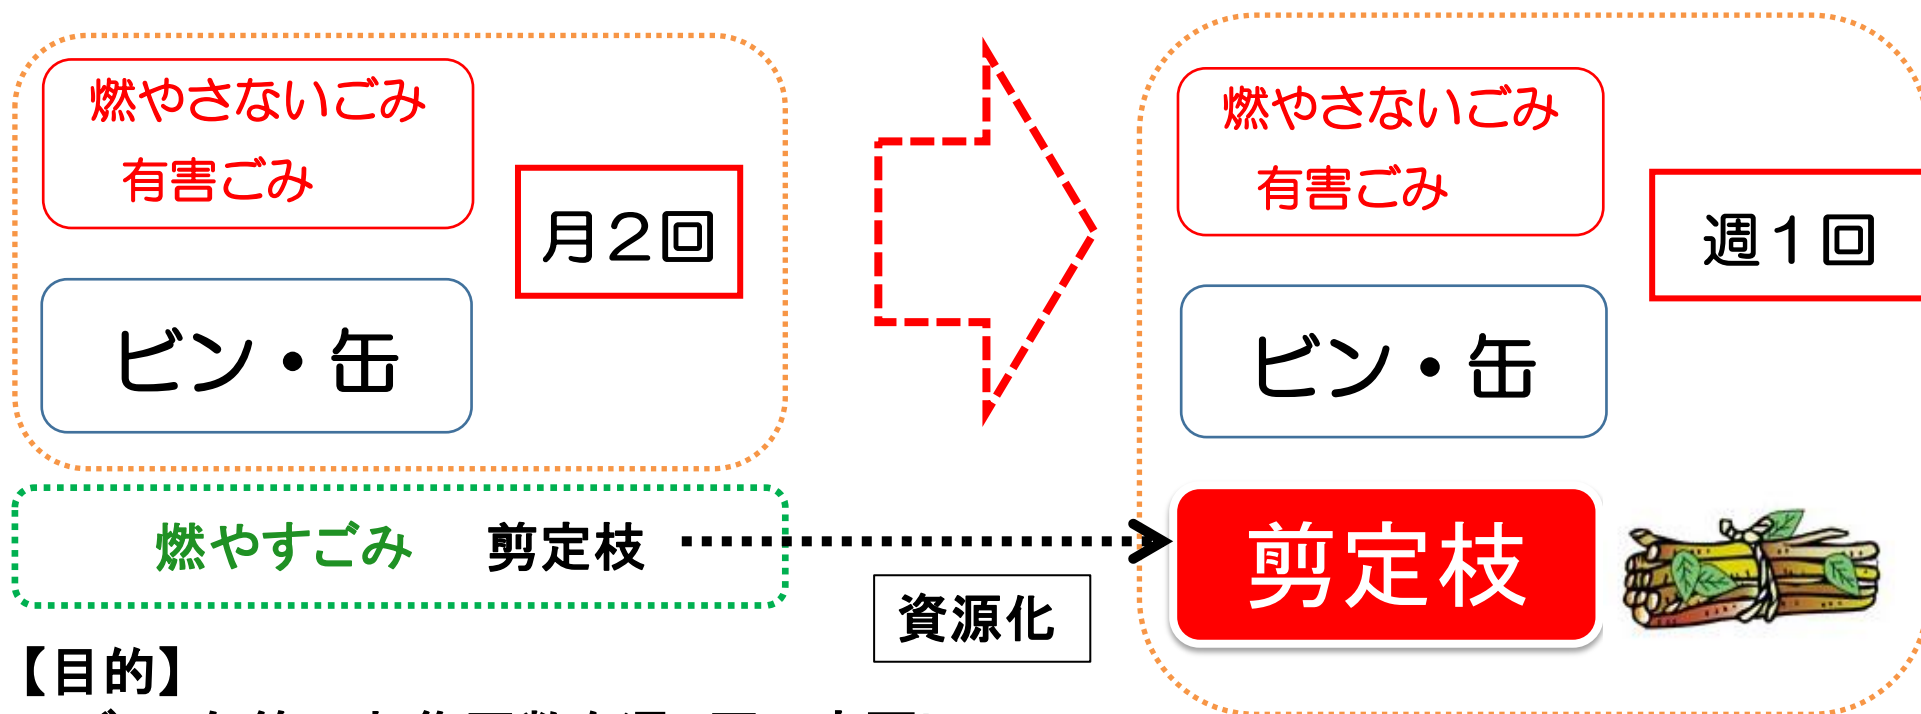 燃やさないごみ
有害ごみ
月2回
ビン・缶
燃やすごみ 剪定枝
資源化
燃やさないごみ
有害ごみ
週1回
ビン・缶
剪定枝
【目的】